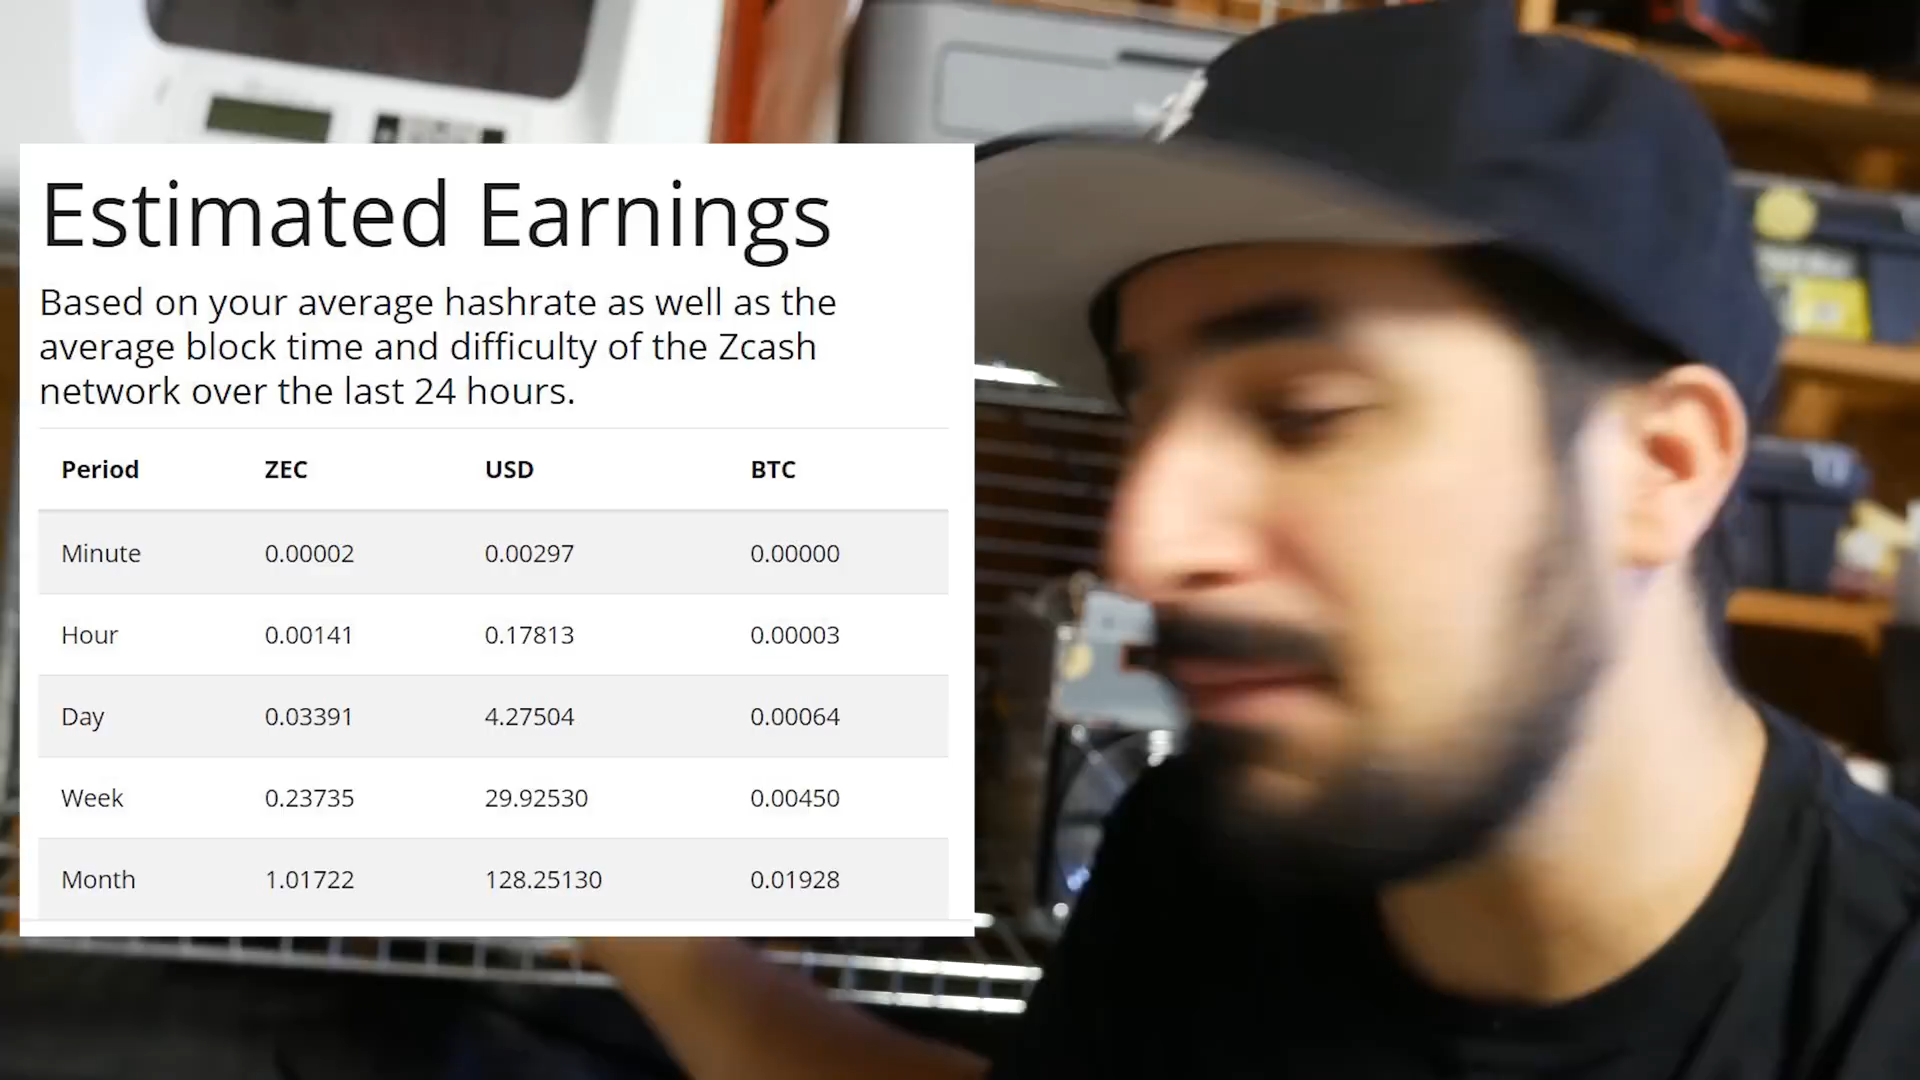 Estimated Earnings
Based on your average hashrate as well as the
average block time and difficulty of the Zcash
network over the last 24 hours.
Period ZEC USD BTC
Minute 0.00002 0.00297 0.00000
Hour 0.00141 0.17813 0.00003
Day 0.03391 4.27504 0.00064
Week 0.23735 29.92530 0.00450
Month 1.01722 128.25130 0.01928